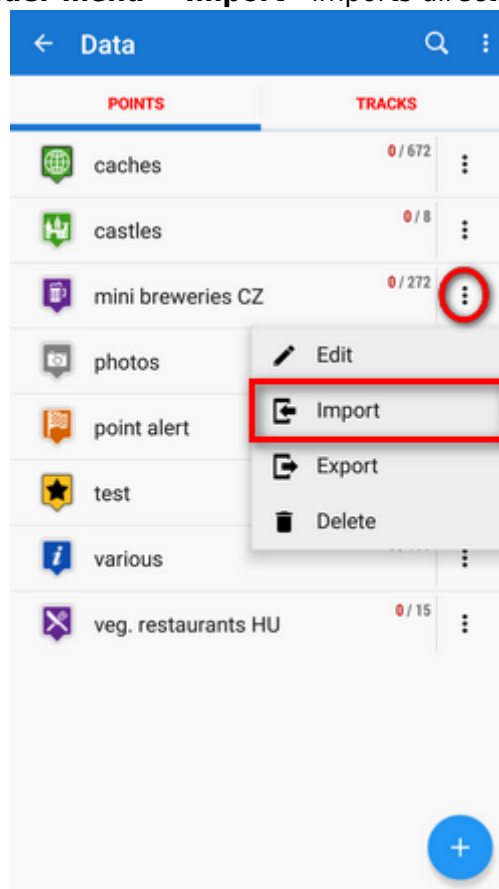 Data
POINTS TRACKS
caches 0 / 672
castles 0 / 8
mini breweries CZ 0 / 272
photos Edit
Import
point alert
Export
test
Delete
various
veg. restaurants HU 0 / 15